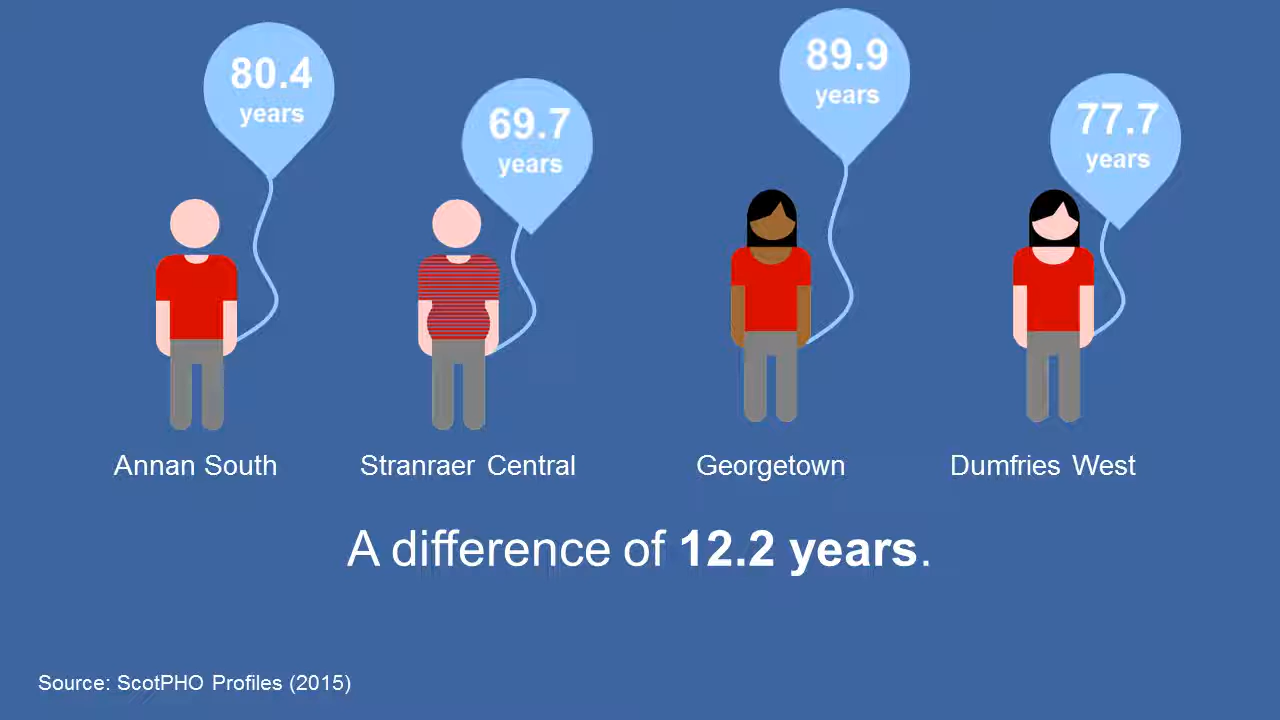 80.4
years
69.7
years
89.9
years
77.7
years
Annan South
Stranraer Central
Georgetown
Dumfries West
A difference of 12.2 years.
Source: ScotPHO Profiles (2015)